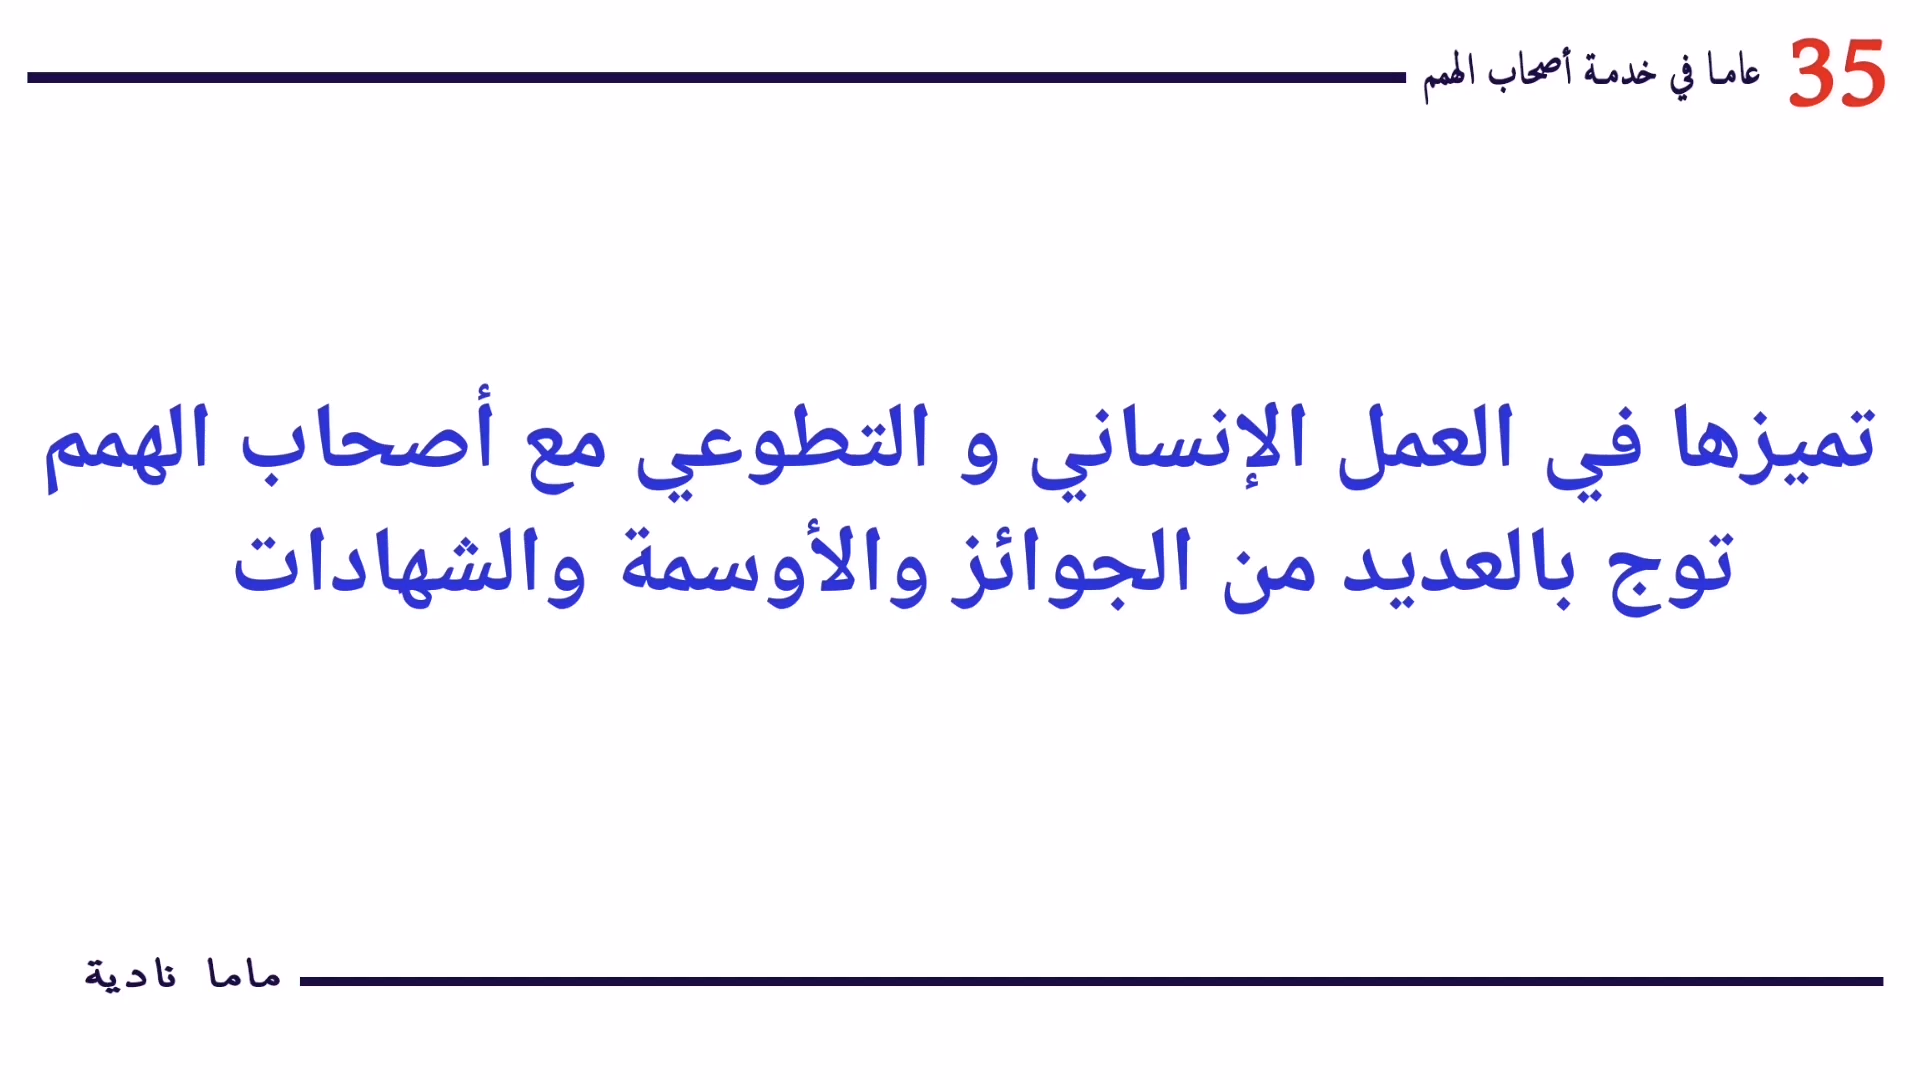 35 عاما في خدمة أصحاب الهمم
تميزها في العمل الإنساني و التطوعي مع أصحاب الهمم
توج بالعديد من الجوائز والأوسمة والشهادات
ماما نادية